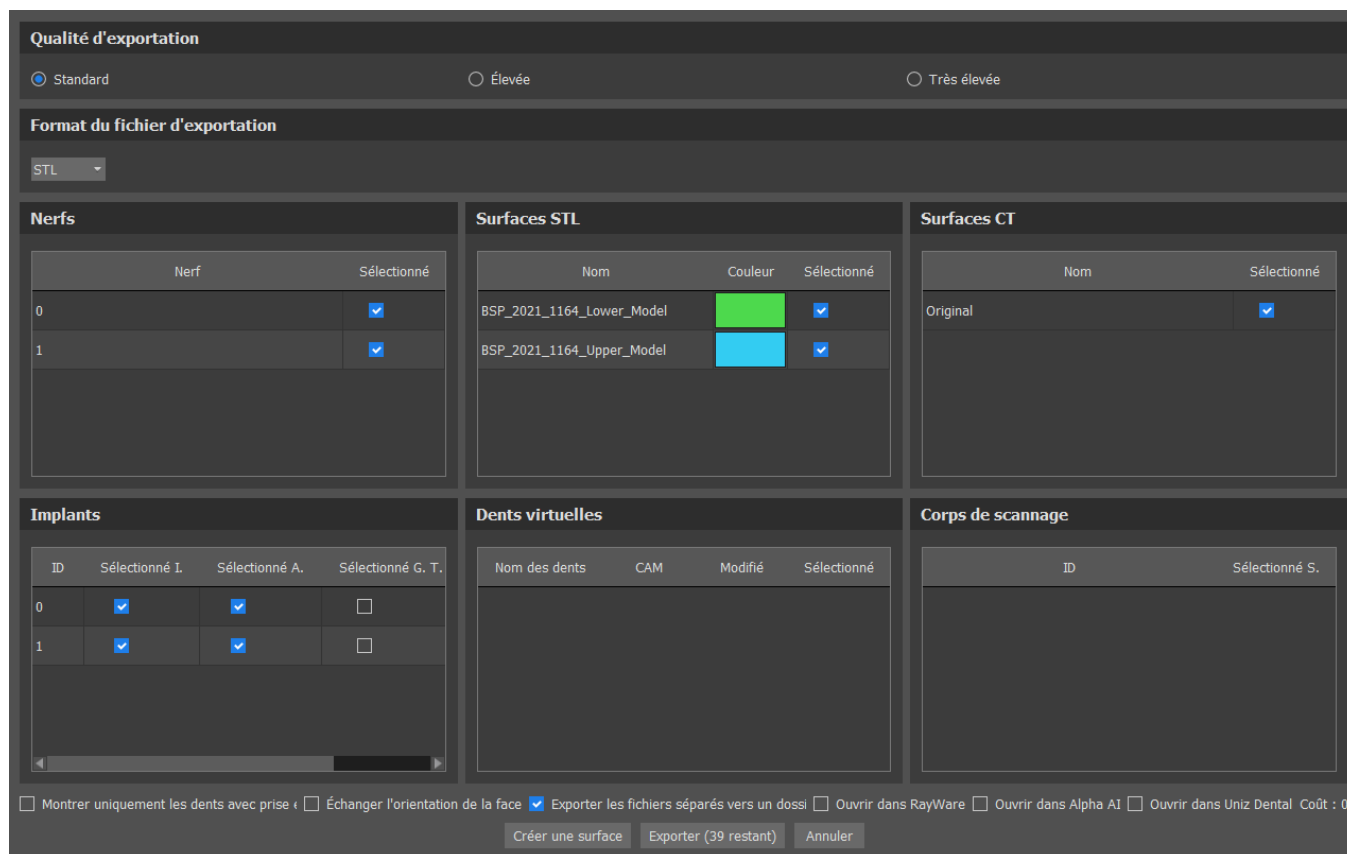 Qualité d'exportation
Standard Élevée Très élevée
Format du fichier d'exportation
STL
Nerfs Surfaces STL Surfaces CT
Nerf Sélectionné Nom Couleur Sélectionné Nom Sélectionné
0 BSP_2021_1164_Lower_Model Original
1 BSP_2021_1164_Upper_Model
Implants Dents virtuelles Corps de scannage
ID Sélectionné I. Sélectionné A. Sélectionné G. T. Nom des dents CAM Modifié Sélectionné ID Sélectionné S.
0
1
Montrer uniquement les dents avec prise Échanger l'orientation de la face Exporter les fichiers séparés vers un dossi Ouvrir dans RayWare Ouvrir dans Alpha AI Ouvrir dans Uniz Dental Coût : 0
Créer une surface Exporter (39 restant) Annuler